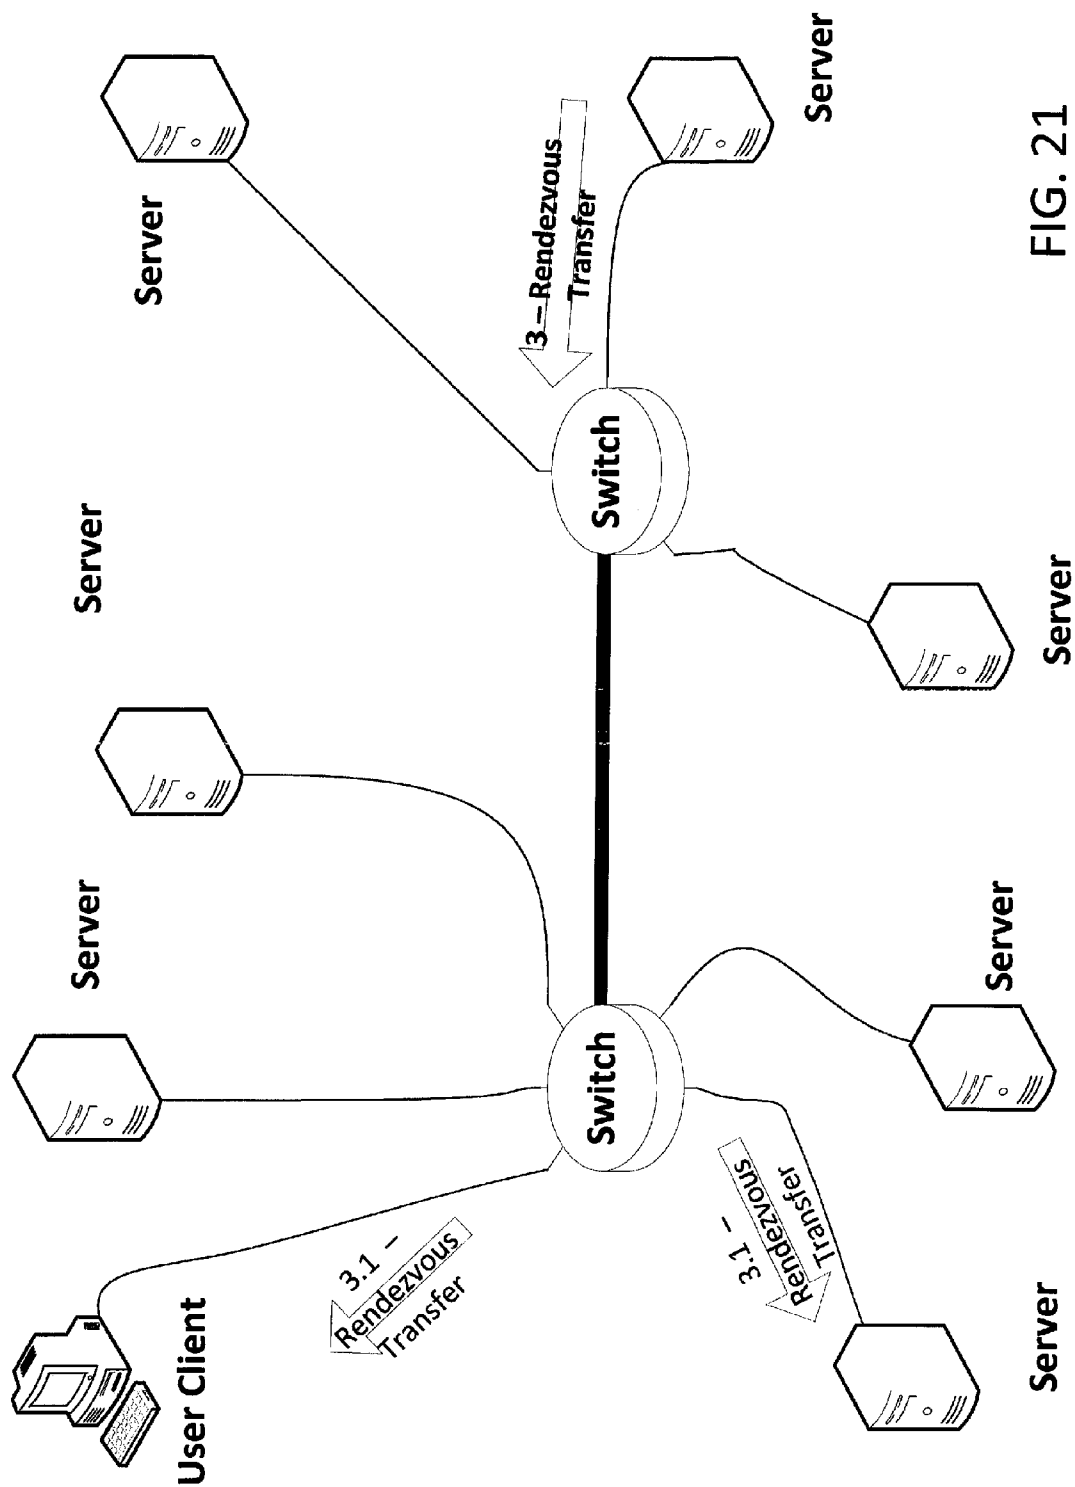 Server
Server
Server
User Client
3.1 –
Rendezvous
Transfer
3 – Rendezvous
Transfer
Switch
Switch
3.1 –
Rendezvous
Transfer
Server
Server
Server
Server
FIG. 21